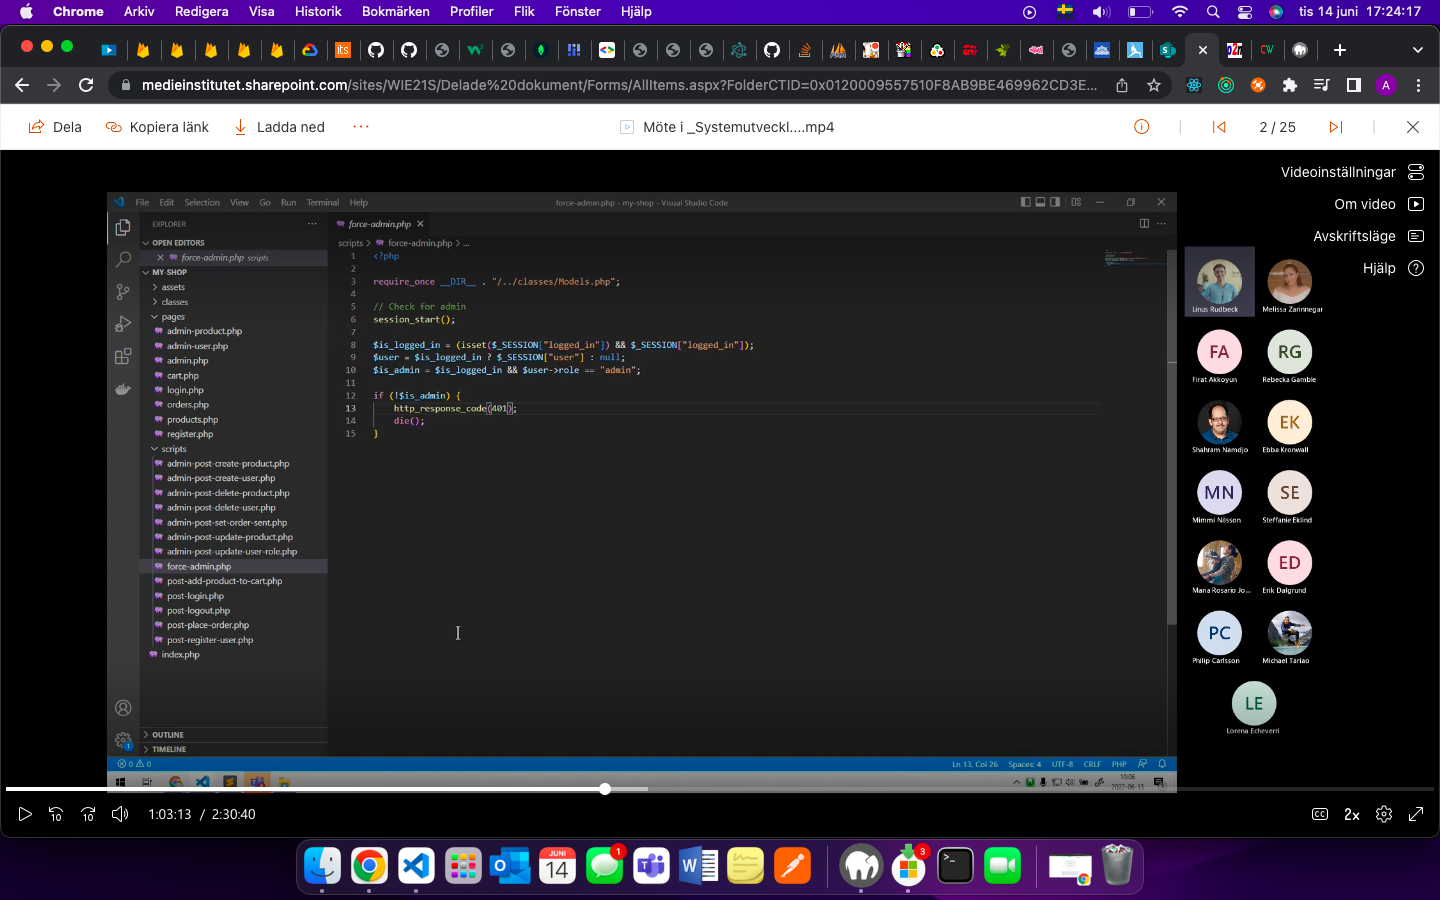 Chrome Arkiv Redigera Visa Historik Bokmärken Profiler Flik Fönster Hjälp tis 14 juni 17:24:17
medieinstitutet.sharepoint.com/sites/WIE21S/Delade%20dokument/Forms/AllItems.aspx?FolderCTID=0x0120009557510F8AB9BE469962CD3E...
Dela Kopiera länk Ladda ned ... Möte i _Systemutveckl....mp4 2 / 25
Videoinställningar
Om video
Avskriftsläge
Hjälp
File Edit Selection View Go Run Terminal Help force-admin.php - my-shop - Visual Studio Code
EXPLORER
OPEN EDITORS
force-admin.php scripts
MY-SHOP
assets
classes
pages
admin-product.php
admin-user.php
admin.php
cart.php
login.php
orders.php
products.php
register.php
scripts
admin-post-create-product.php
admin-post-create-user.php
admin-post-delete-product.php
admin-post-delete-user.php
admin-post-set-order-sent.php
admin-post-update-product.php
admin-post-update-user-role.php
force-admin.php
post-add-product-to-cart.php
post-login.php
post-logout.php
post-place-order.php
post-register-user.php
index.php
OUTLINE
TIMELINE
force-admin.php
scripts > force-admin.php > ...
1 <?php
2
3 require_once __DIR__ . "/../classes/Models.php";
4
5 // Check for admin
6 session_start();
7
8 $is_logged_in = (isset($_SESSION["logged_in"]) && $_SESSION["logged_in"]);
9 $user = $is_logged_in ? $_SESSION["user"] : null;
10 $is_admin = $is_logged_in && $user->role == "admin";
11
12 if (!$is_admin) {
13 http_response_code(401);
14 die();
15 }
Linus Rudbeck Melissa Zarinnegar
FA RG
Firat Akkoyun Rebecka Gamble
EK
Shahram Namdjo Ebba Kronwall
MN SE
Mimmi Nilsson Steffanie Eklind
ED
Maria Rosario Jo... Erik Dalgrund
PC
Philip Carlsson Michael Tariao
LE
Lorena Echeverri
0 0 Ln 13, Col 26 Spaces: 4 UTF-8 CRLF PHP
10:06
2022-06-13
10 10 1:03:13 / 2:30:40 CC 2x
JUNI
14
1
3